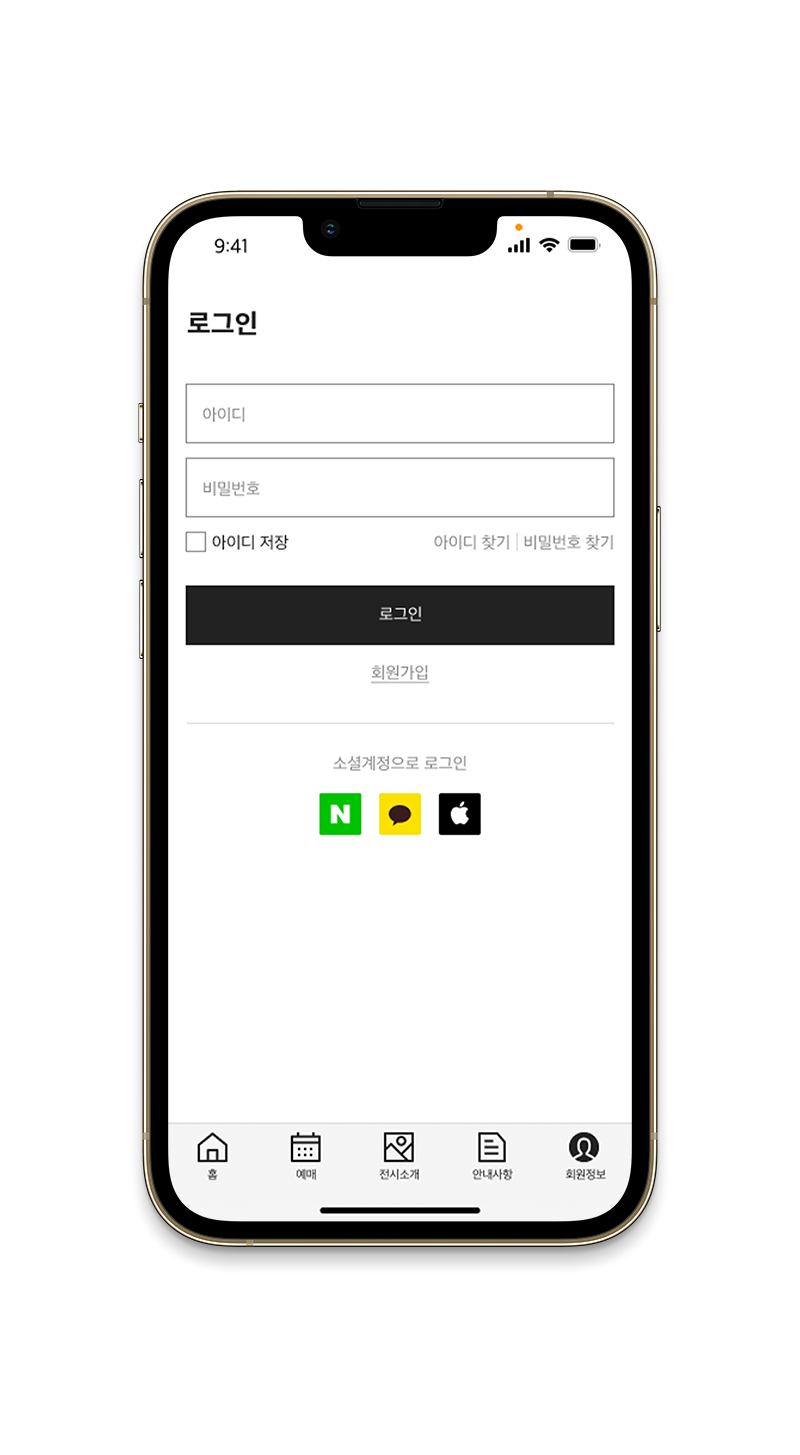 9:41
로그인
아이디
비밀번호
아이디 저장 아이디 찾기 | 비밀번호 찾기
로그인
회원가입
소셜계정으로 로그인
N
홈 예매 전시소개 안내사항 회원정보